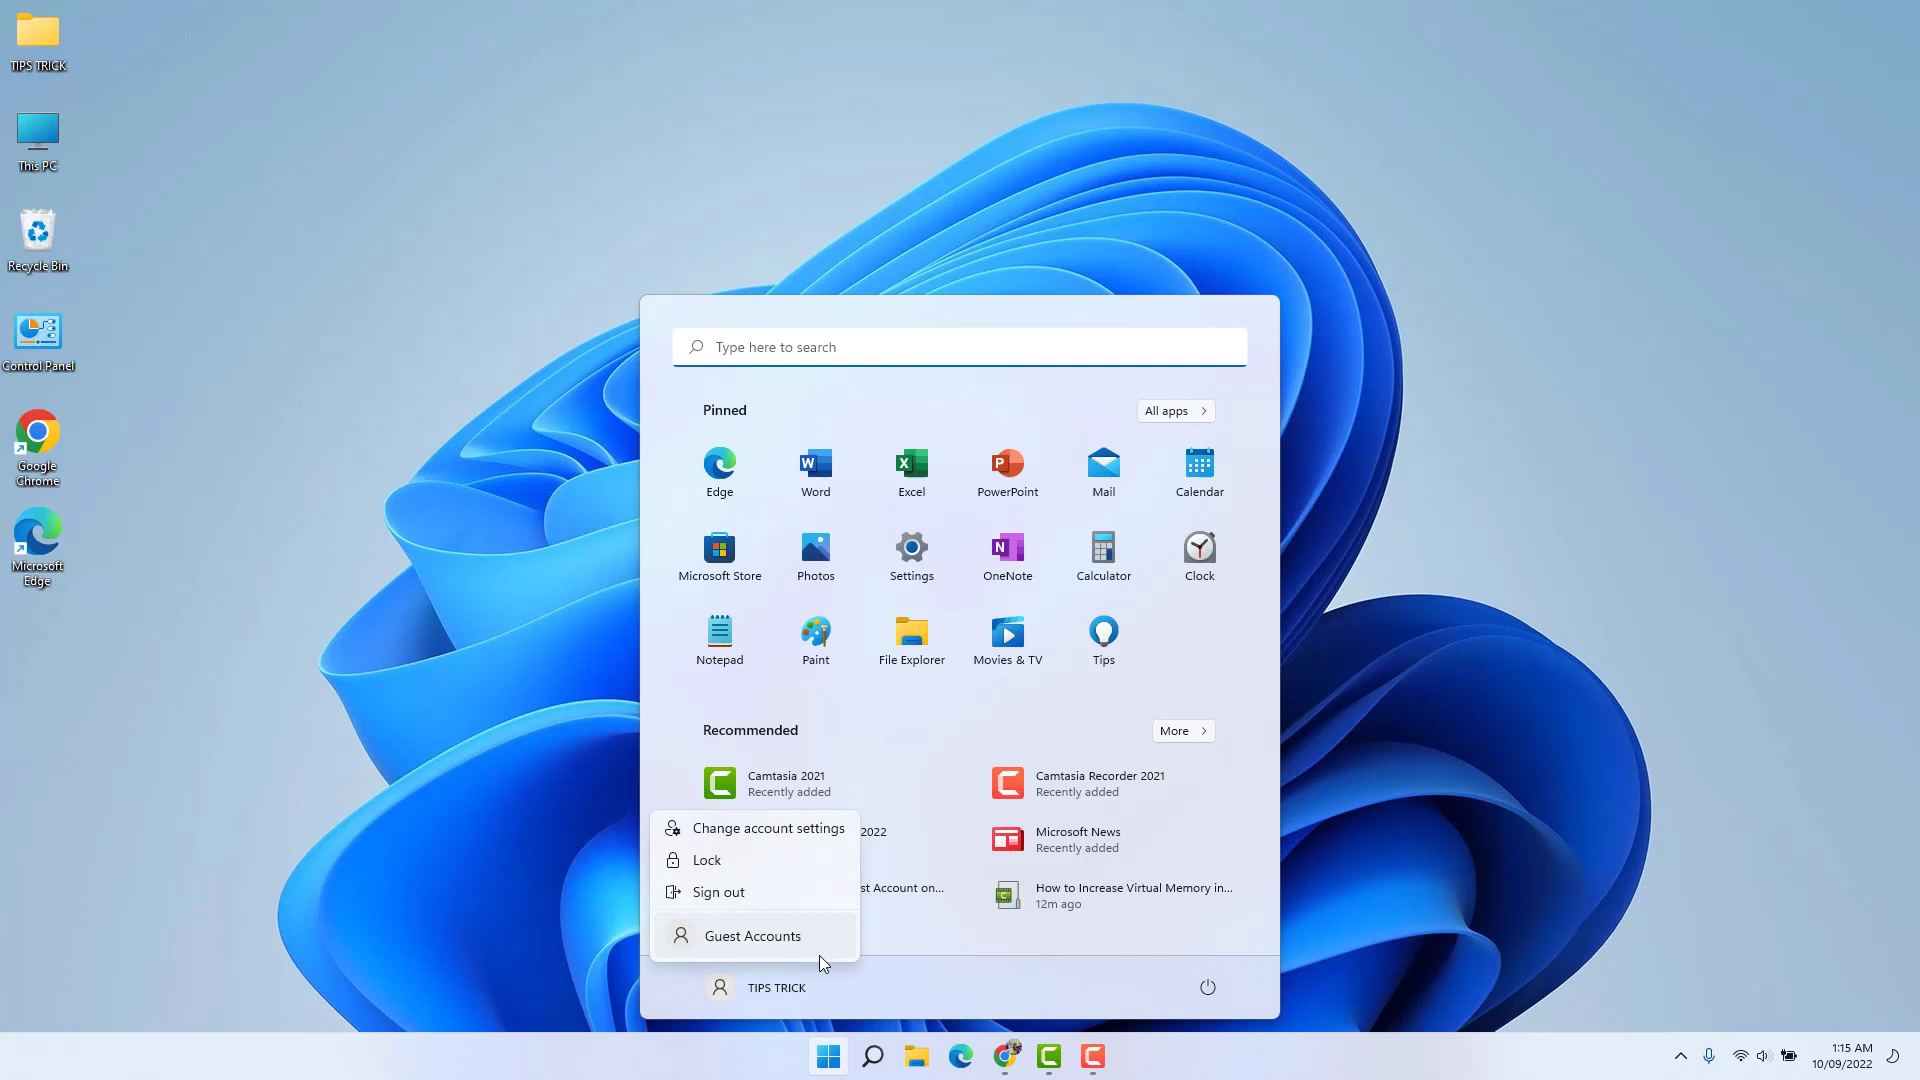 TIPS TRICK
This PC
Recycle Bin
Control Panel
Google
Chrome
Microsoft
Edge
Type here to search
Pinned
All apps
Edge
Word
Excel
PowerPoint
Mail
Calendar
Microsoft Store
Photos
Settings
OneNote
Calculator
Clock
Notepad
Paint
File Explorer
Movies & TV
Tips
Recommended
More
Camtasia 2021
Recently added
Camtasia Recorder 2021
Recently added
2022
Microsoft News
Recently added
st Account on...
How to Increase Virtual Memory in...
12m ago
Change account settings
Lock
Sign out
Guest Accounts
TIPS TRICK
1:15 AM
10/09/2022